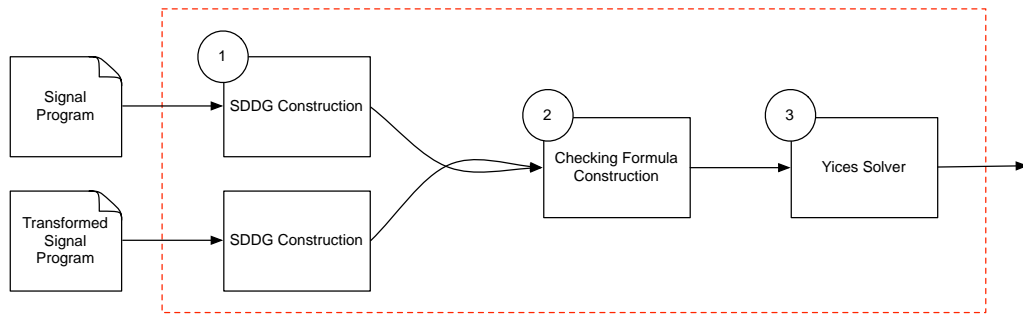 1
Signal
Program
SDDG Construction
2
Checking Formula
Construction
3
Yices Solver
Transformed
Signal
Program
SDDG Construction